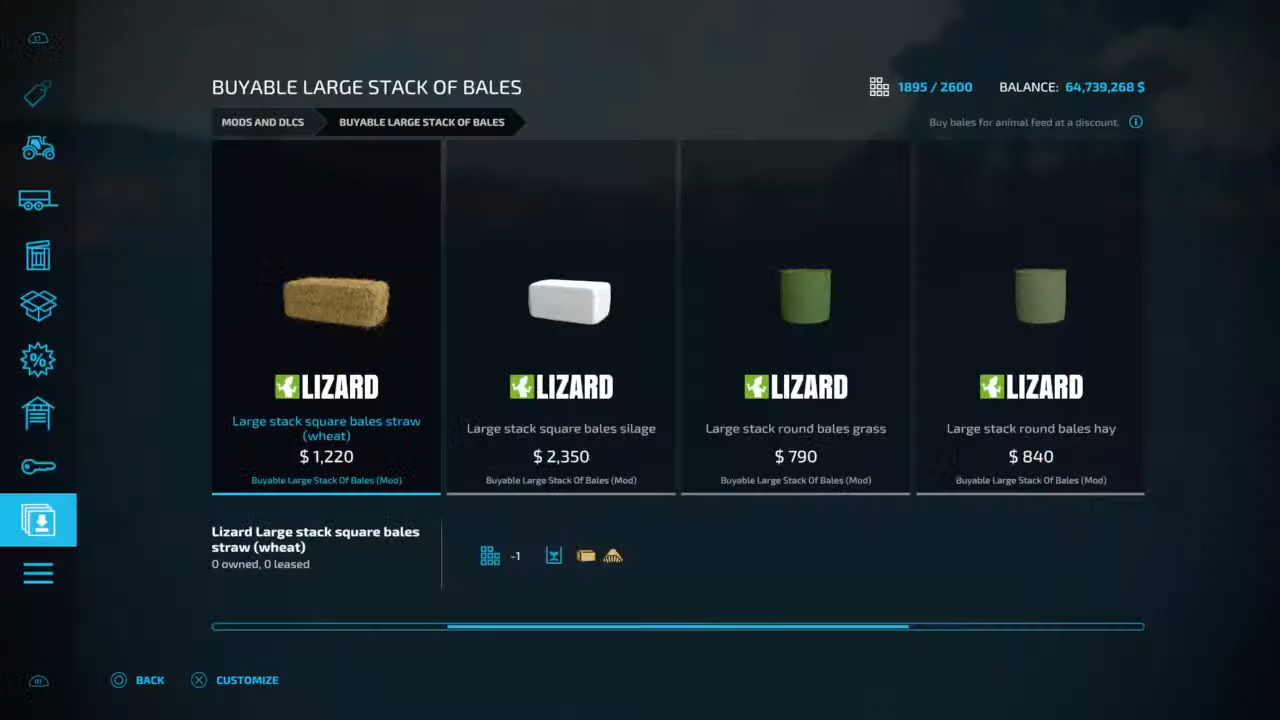 BUYABLE LARGE STACK OF BALES
1895 / 2600
BALANCE: 64,739,268 $
MODS AND DLCS
BUYABLE LARGE STACK OF BALES
Buy bales for animal feed at a discount.
LIZARD
Large stack square bales straw
(wheat)
$ 1,220
Buyable Large Stack Of Bales (Mod)
LIZARD
Large stack square bales silage
$ 2,350
Buyable Large Stack Of Bales (Mod)
LIZARD
Large stack round bales grass
$ 790
Buyable Large Stack Of Bales (Mod)
LIZARD
Large stack round bales hay
$ 840
Buyable Large Stack Of Bales (Mod)
Lizard Large stack square bales
straw (wheat)
0 owned, 0 leased
-1
BACK
CUSTOMIZE